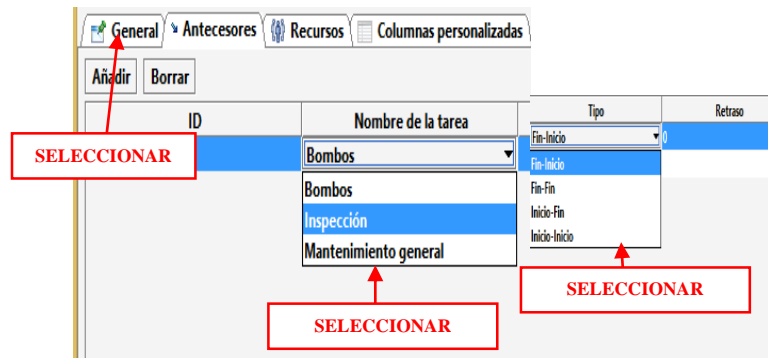 General Antecesores Recursos Columnas personalizadas
Añadir Borrar
ID Nombre de la tarea Tipo Retraso
SELECCIONAR
Bombos Fin-Inicio 0
Bombos
Inspección
Mantenimiento general
Fin-Inicio
Fin-Fin
Inicio-Fin
Inicio-Inicio
SELECCIONAR
SELECCIONAR